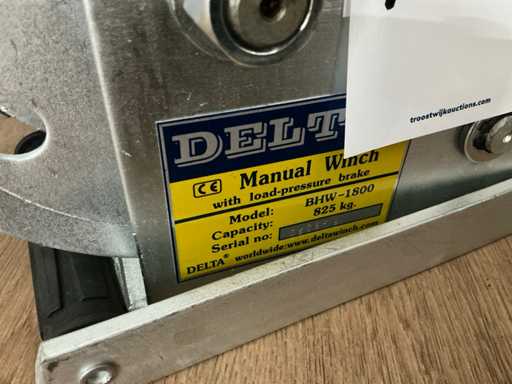 troostwijkauctions.com
DELT
CE Manual Winch
with load-pressure brake
Model: BHW-1800
Capacity: 825 kg.
Serial no:
DELTA® worldwide:www.deltawinch.com